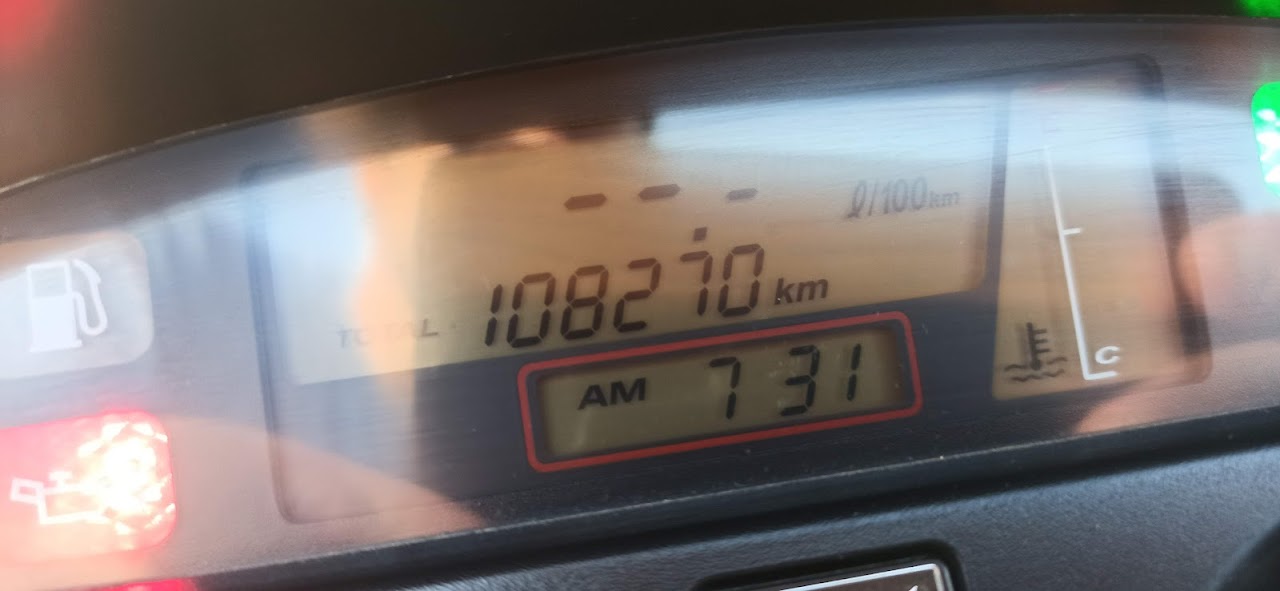 - - - ℓ/100km
TOTAL 108270 km
AM 7 31
C